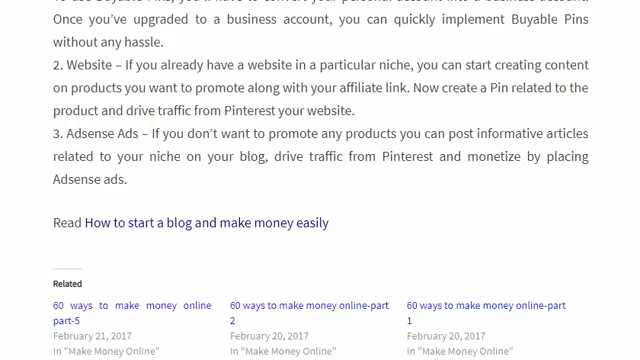 Once you've upgraded to a business account, you can quickly implement Buyable Pins
without any hassle.
2. Website – If you already have a website in a particular niche, you can start creating content
on products you want to promote along with your affiliate link. Now create a Pin related to the
product and drive traffic from Pinterest your website.
3. Adsense Ads – If you don't want to promote any products you can post informative articles
related to your niche on your blog, drive traffic from Pinterest and monetize by placing
Adsense ads.
Read How to start a blog and make money easily
Related
60 ways to make money online part-5
February 21, 2017
In "Make Money Online"
60 ways to make money online-part 2
February 20, 2017
In "Make Money Online"
60 ways to make money online-part 1
February 20, 2017
In "Make Money Online"